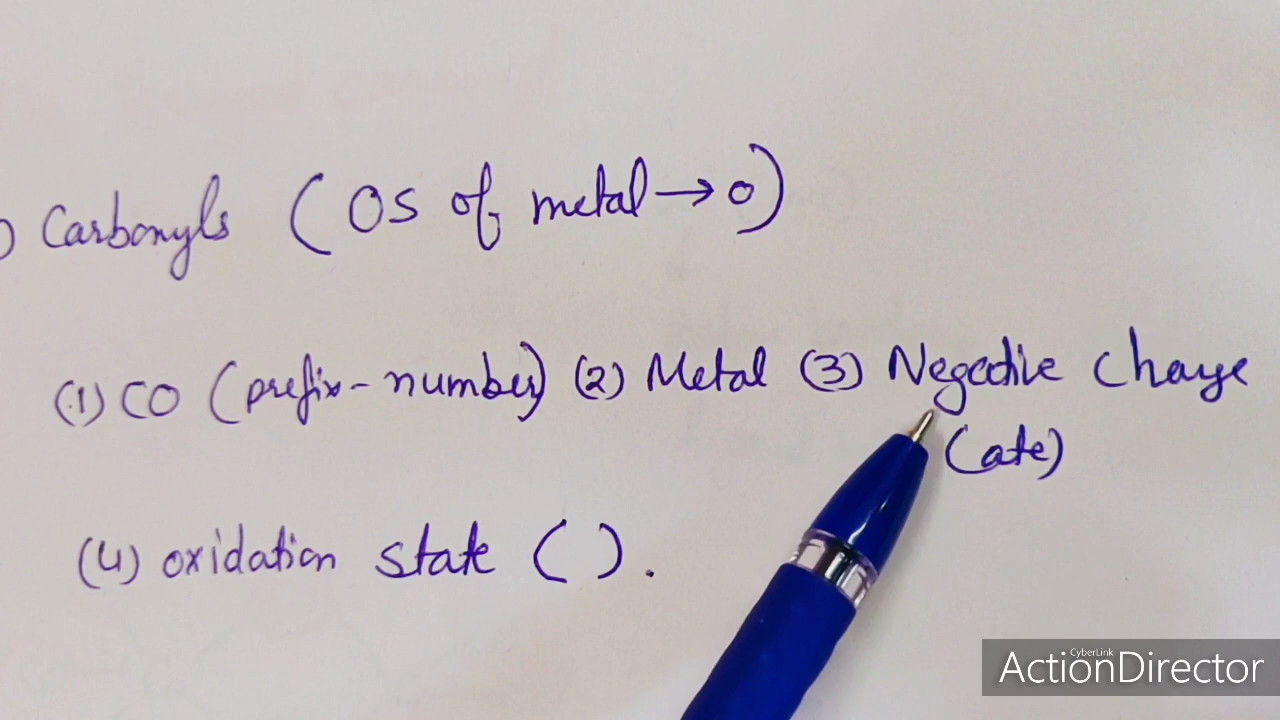 ) Carbonyls (OS of metal → 0)
(1) CO (prefix-number) (2) Metal (3) Negative charge
(ate)
(4) oxidation state ( ).
CyberLink
ActionDirector